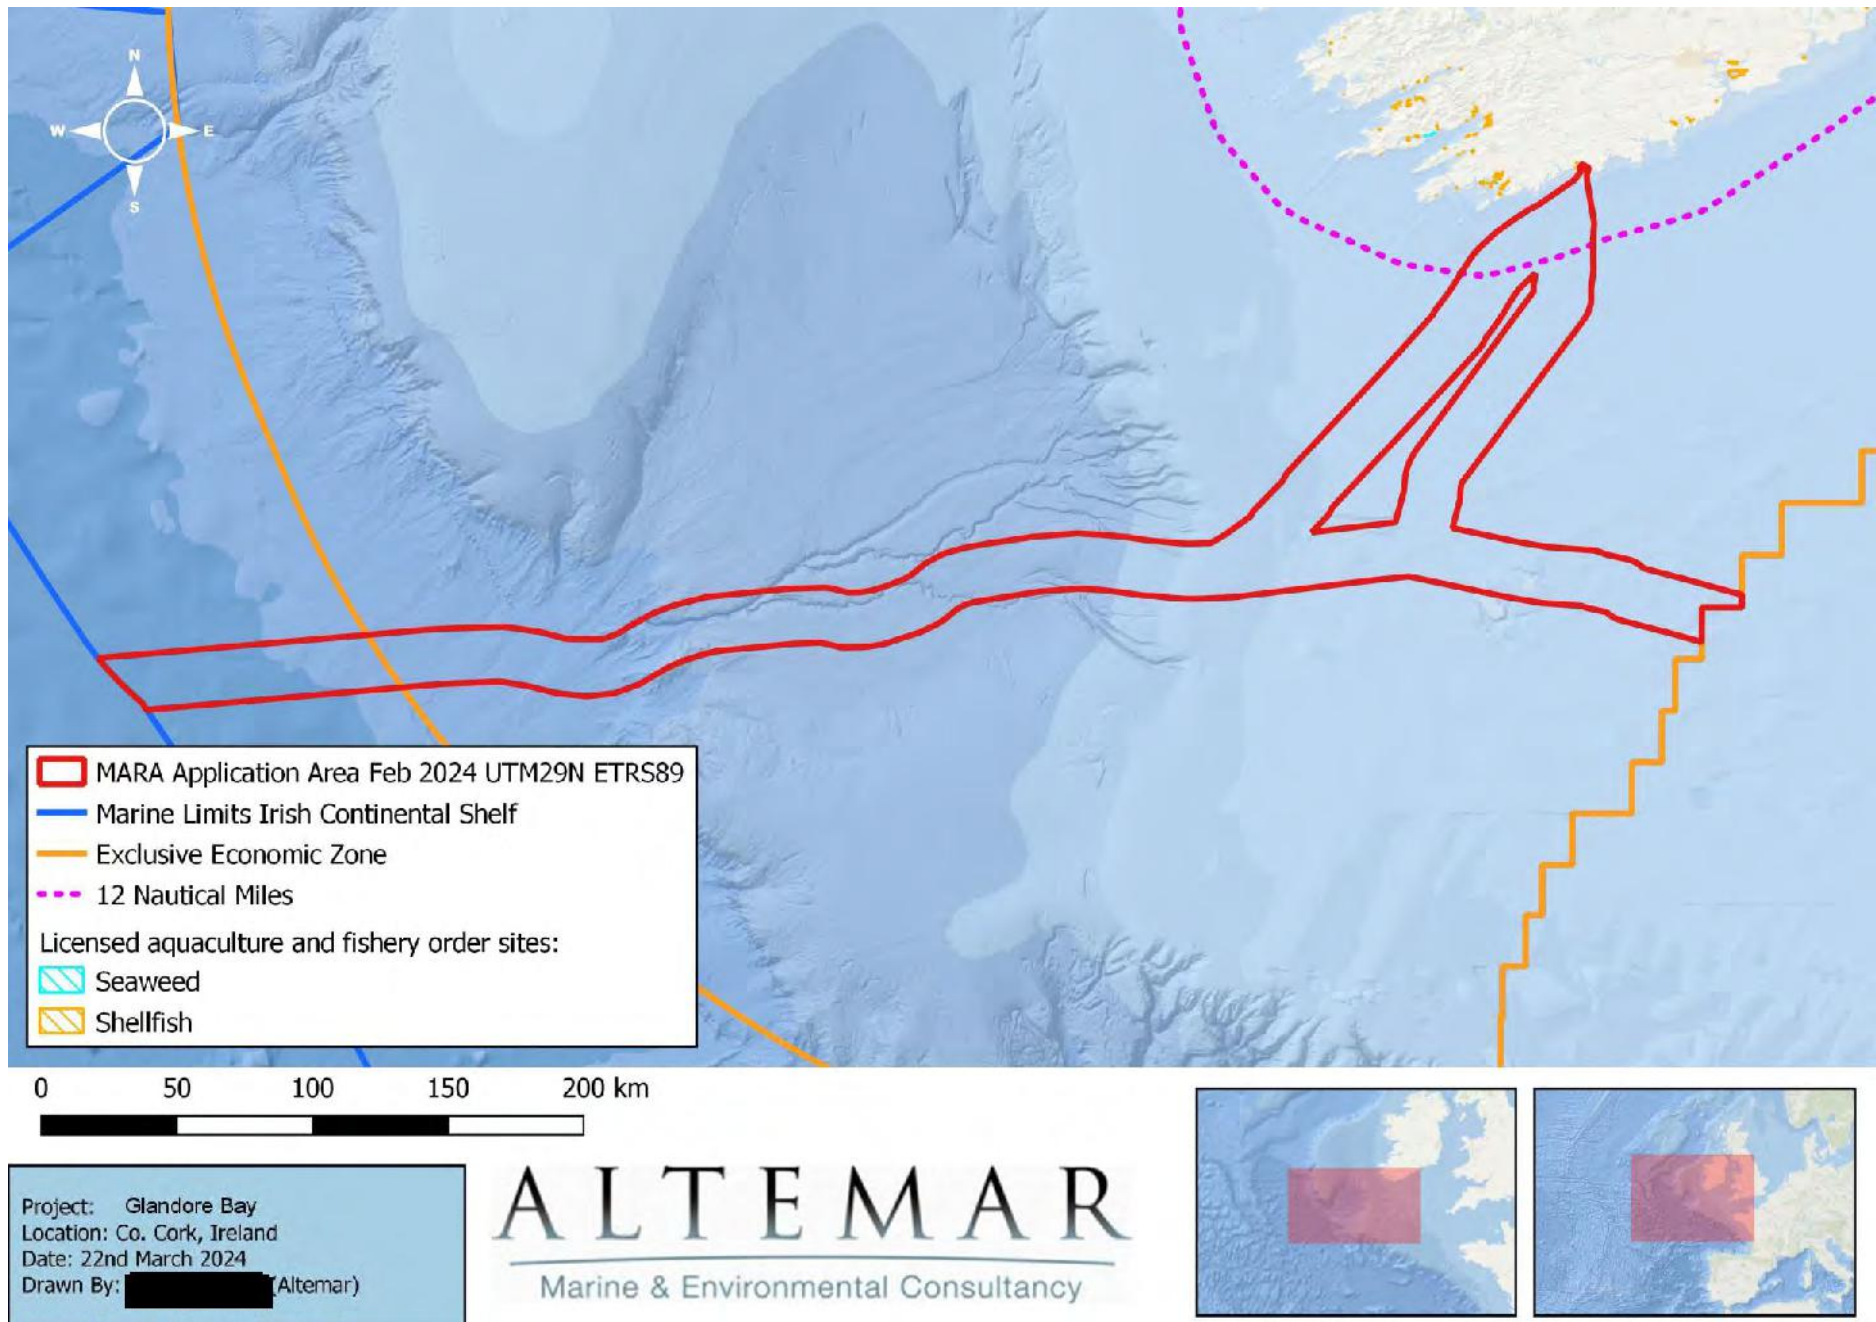 N
W E
S
MARA Application Area Feb 2024 UTM29N ETRS89
Marine Limits Irish Continental Shelf
Exclusive Economic Zone
12 Nautical Miles
Licensed aquaculture and fishery order sites:
Seaweed
Shellfish
0 50 100 150 200 km
Project: Glandore Bay
Location: Co. Cork, Ireland
Date: 22nd March 2024
Drawn By: (Altemar)
ALTEMAR
Marine & Environmental Consultancy